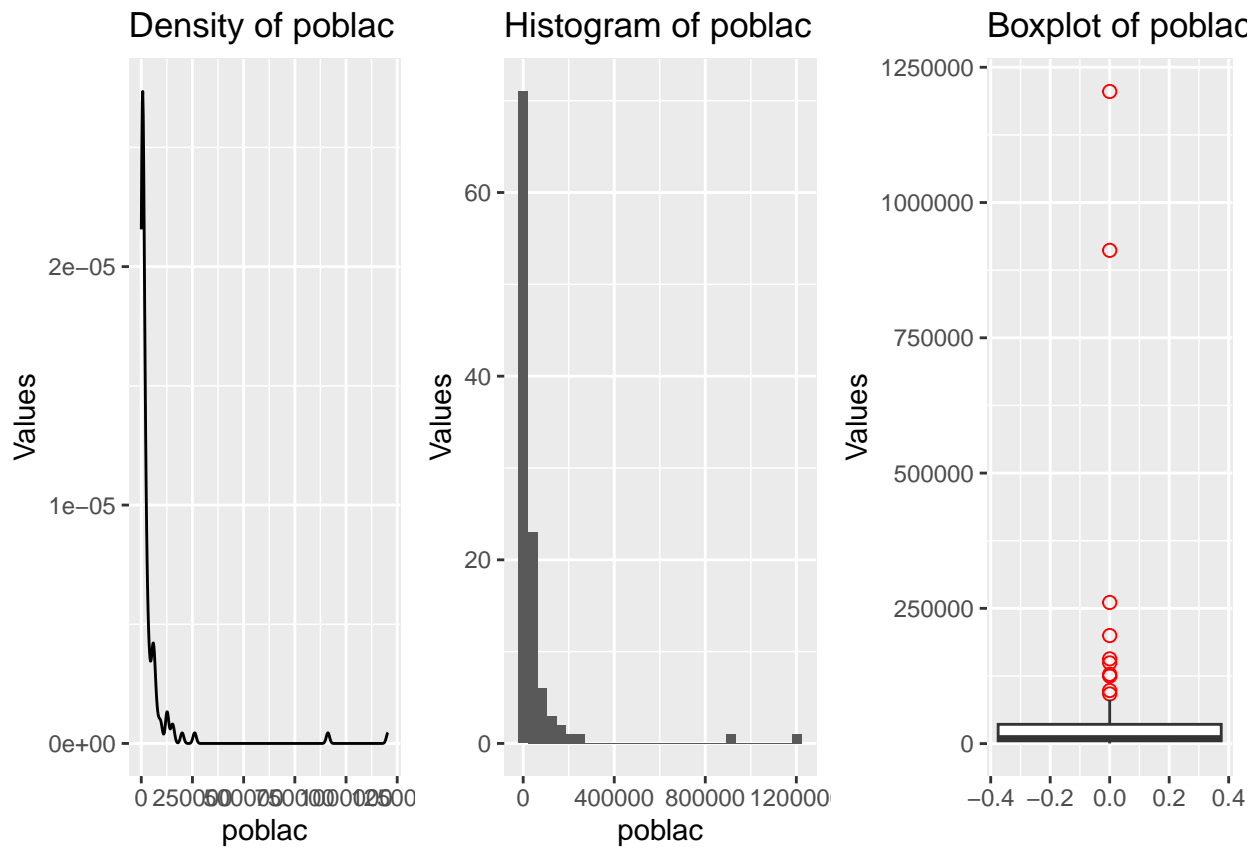 Density of poblac
Values
2e−05
1e−05
0e+00
0
poblac
Histogram of poblac
Values
60
40
20
0
0 400000 800000
poblac
Boxplot of poblac
Values
1250000
1000000
750000
500000
250000
0
−0.4 −0.2 0.0 0.2 0.4